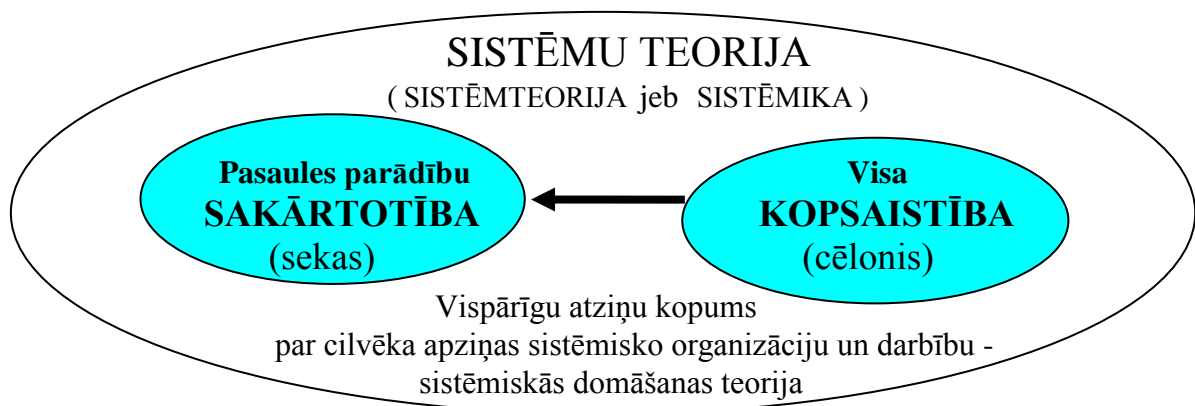 SISTĒMU TEORIJA
( SISTĒMTEORIJA jeb SISTĒMIKA )
Pasaules parādību
SAKĀRTOTĪBA
(sekas)
Visa
KOPSAISTĪBA
(cēlonis)
Vispārīgu atziņu kopums
par cilvēka apziņas sistēmisko organizāciju un darbību -
sistēmiskās domāšanas teorija